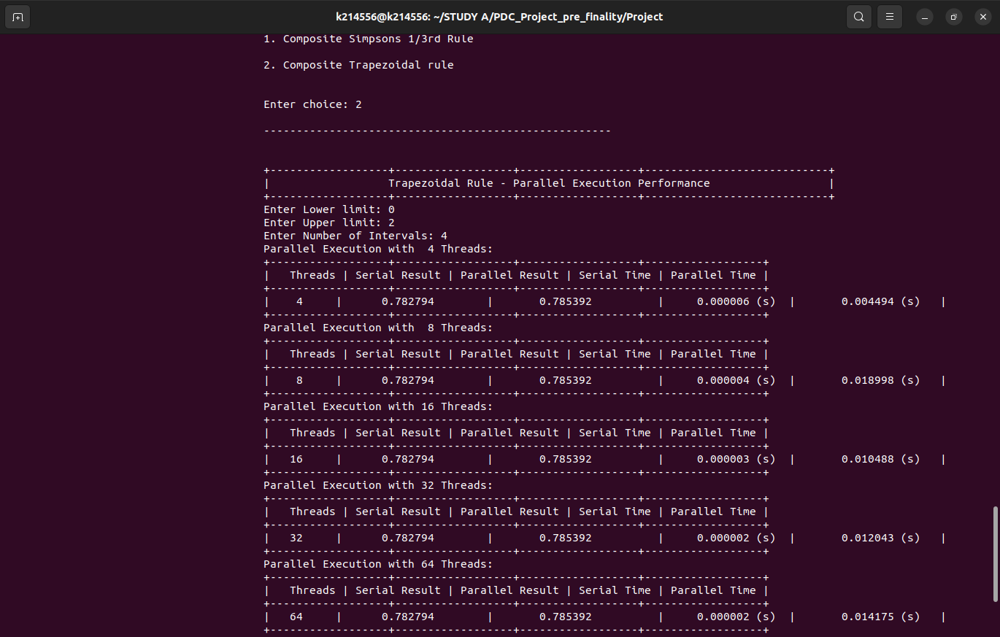 k214556@k214556: ~/STUDY A/PDC_Project_pre_finality/Project
1. Composite Simpsons 1/3rd Rule
2. Composite Trapezoidal rule
Enter choice: 2
-----------------------------------------------------
+------------------+------------------+------------------+----------------------------+
|                  Trapezoidal Rule - Parallel Execution Performance                  |
+------------------+------------------+------------------+----------------------------+
Enter Lower limit: 0
Enter Upper limit: 2
Enter Number of Intervals: 4
Parallel Execution with  4 Threads:
+------------------+------------------+------------------+------------------+
|   Threads | Serial Result | Parallel Result | Serial Time | Parallel Time |
+------------------+------------------+------------------+------------------+
|    4     |      0.782794        |       0.785392          |     0.000006 (s)  |       0.004494 (s)   |
+------------------+------------------+------------------+------------------+
Parallel Execution with  8 Threads:
+------------------+------------------+------------------+------------------+
|   Threads | Serial Result | Parallel Result | Serial Time | Parallel Time |
+------------------+------------------+------------------+------------------+
|    8     |      0.782794        |       0.785392          |     0.000004 (s)  |       0.018998 (s)   |
+------------------+------------------+------------------+------------------+
Parallel Execution with 16 Threads:
+------------------+------------------+------------------+------------------+
|   Threads | Serial Result | Parallel Result | Serial Time | Parallel Time |
+------------------+------------------+------------------+------------------+
|   16     |      0.782794        |       0.785392          |     0.000003 (s)  |       0.010488 (s)   |
+------------------+------------------+------------------+------------------+
Parallel Execution with 32 Threads:
+------------------+------------------+------------------+------------------+
|   Threads | Serial Result | Parallel Result | Serial Time | Parallel Time |
+------------------+------------------+------------------+------------------+
|   32     |      0.782794        |       0.785392          |     0.000002 (s)  |       0.012043 (s)   |
+------------------+------------------+------------------+------------------+
Parallel Execution with 64 Threads:
+------------------+------------------+------------------+------------------+
|   Threads | Serial Result | Parallel Result | Serial Time | Parallel Time |
+------------------+------------------+------------------+------------------+
|   64     |      0.782794        |       0.785392          |     0.000002 (s)  |       0.014175 (s)   |
+------------------+------------------+------------------+------------------+